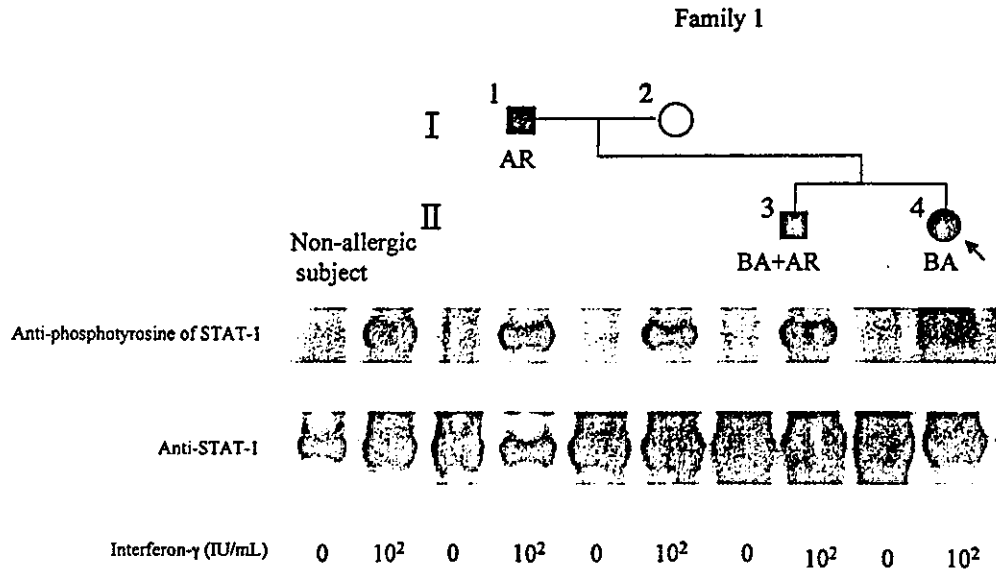 Family 1
1
2
I
AR
II
3
4
Non-allergic
subject
BA+AR
BA
Anti-phosphotyrosine of STAT-1
Anti-STAT-1
Interferon-γ (IU/mL) 0 10² 0 10² 0 10² 0 10² 0 10²